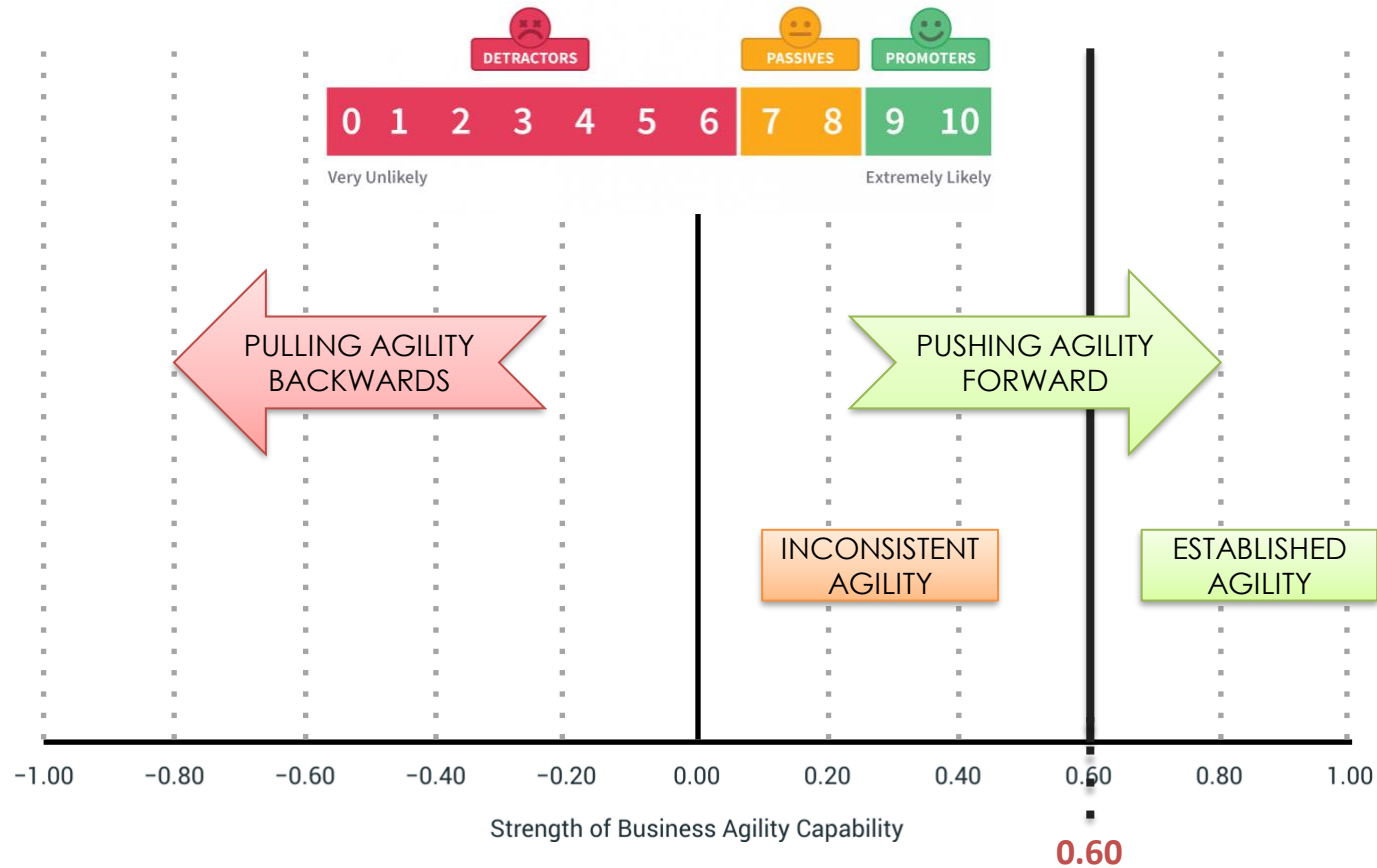 DETRACTORS
PASSIVES
PROMOTERS
0 1 2 3 4 5 6 7 8 9 10
Very Unlikely
Extremely Likely
PULLING AGILITY
BACKWARDS
PUSHING AGILITY
FORWARD
INCONSISTENT
AGILITY
ESTABLISHED
AGILITY
−1.00 −0.80 −0.60 −0.40 −0.20 0.00 0.20 0.40 0.60 0.80 1.00
Strength of Business Agility Capability
0.60